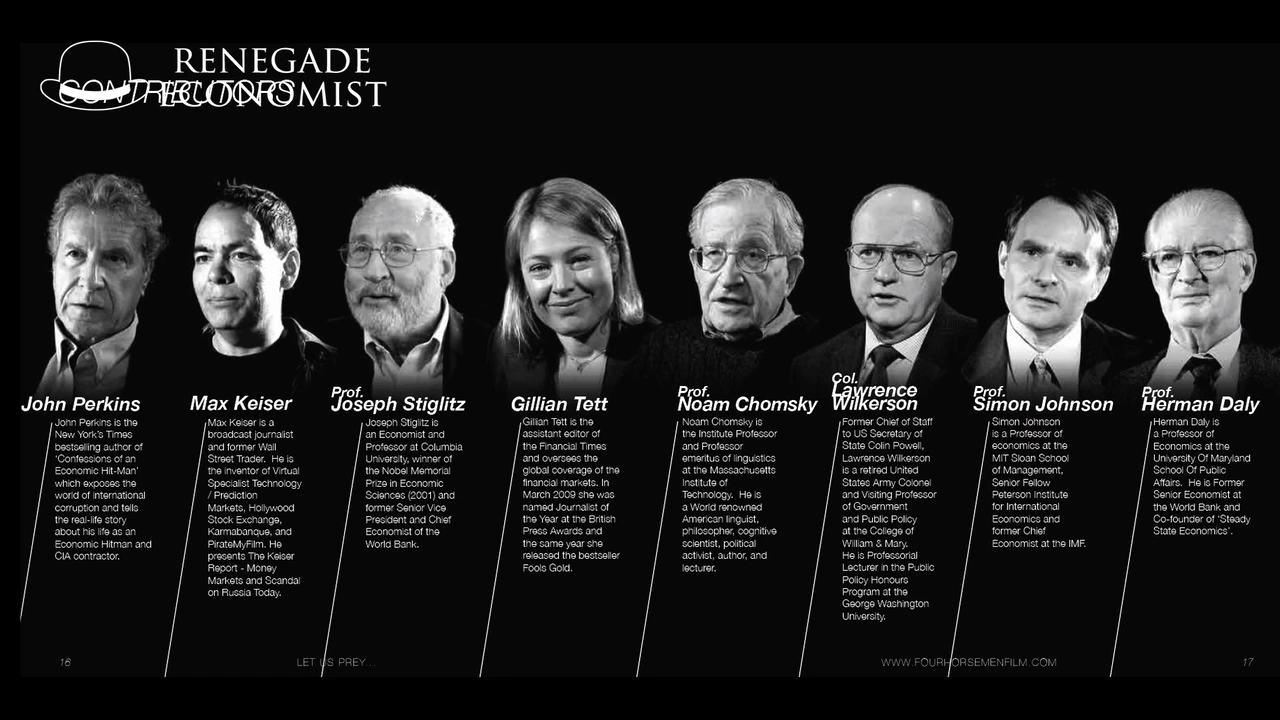 RENEGADE
ECONOMIST
CONTRIBUTORS
John Perkins
John Perkins is the
New York's Times
bestselling author of
'Confessions of an
Economic Hit-Man'
which exposes the
world of international
corruption and tells
the real-life story
about his life as an
Economic Hitman and
CIA contractor.
Max Keiser
Max Keiser is a
broadcast journalist
and former Wall
Street Trader. He is
the inventor of Virtual
Specialist Technology
/ Prediction
Markets, Hollywood
Stock Exchange,
Karmabanque, and
PirateMyFilm. He
presents The Keiser
Report - Money
Markets and Scandal
on Russia Today.
Prof.
Joseph Stiglitz
Joseph Stiglitz is
an Economist and
Professor at Columbia
University, winner of
the Nobel Memorial
Prize in Economic
Sciences (2001) and
former Senior Vice
President and Chief
Economist of the
World Bank.
Gillian Tett
Gillian Tett is the
assistant editor of
the Financial Times
and oversees the
global coverage of the
financial markets. In
March 2009 she was
named Journalist of
the Year at the British
Press Awards and
the same year she
released the bestseller
Fools Gold.
Prof.
Noam Chomsky
Noam Chomsky is
the Institute Professor
and Professor
emeritus of linguistics
at the Massachusetts
Institute of
Technology. He is
a World renowned
American linguist,
philosopher, cognitive
scientist, political
activist, author, and
lecturer.
Col.
Lawrence
Wilkerson
Former Chief of Staff
to US Secretary of
State Colin Powell,
Lawrence Wilkerson
is a retired United
States Army Colonel
and Visiting Professor
of Government
and Public Policy
at the College of
William & Mary.
He is Professorial
Lecturer in the Public
Policy Honours
Program at the
George Washington
University.
Prof.
Simon Johnson
Simon Johnson
is a Professor of
economics at the
MIT Sloan School
of Management,
Senior Fellow
Peterson Institute
for International
Economics and
former Chief
Economist at the IMF.
Prof.
Herman Daly
Herman Daly is
a Professor of
Economics at the
University Of Maryland
School Of Public
Affairs. He is Former
Senior Economist at
the World Bank and
Co-founder of 'Steady
State Economics'.
16
LET US PREY...
WWW.FOURHORSEMENFILM.COM
17